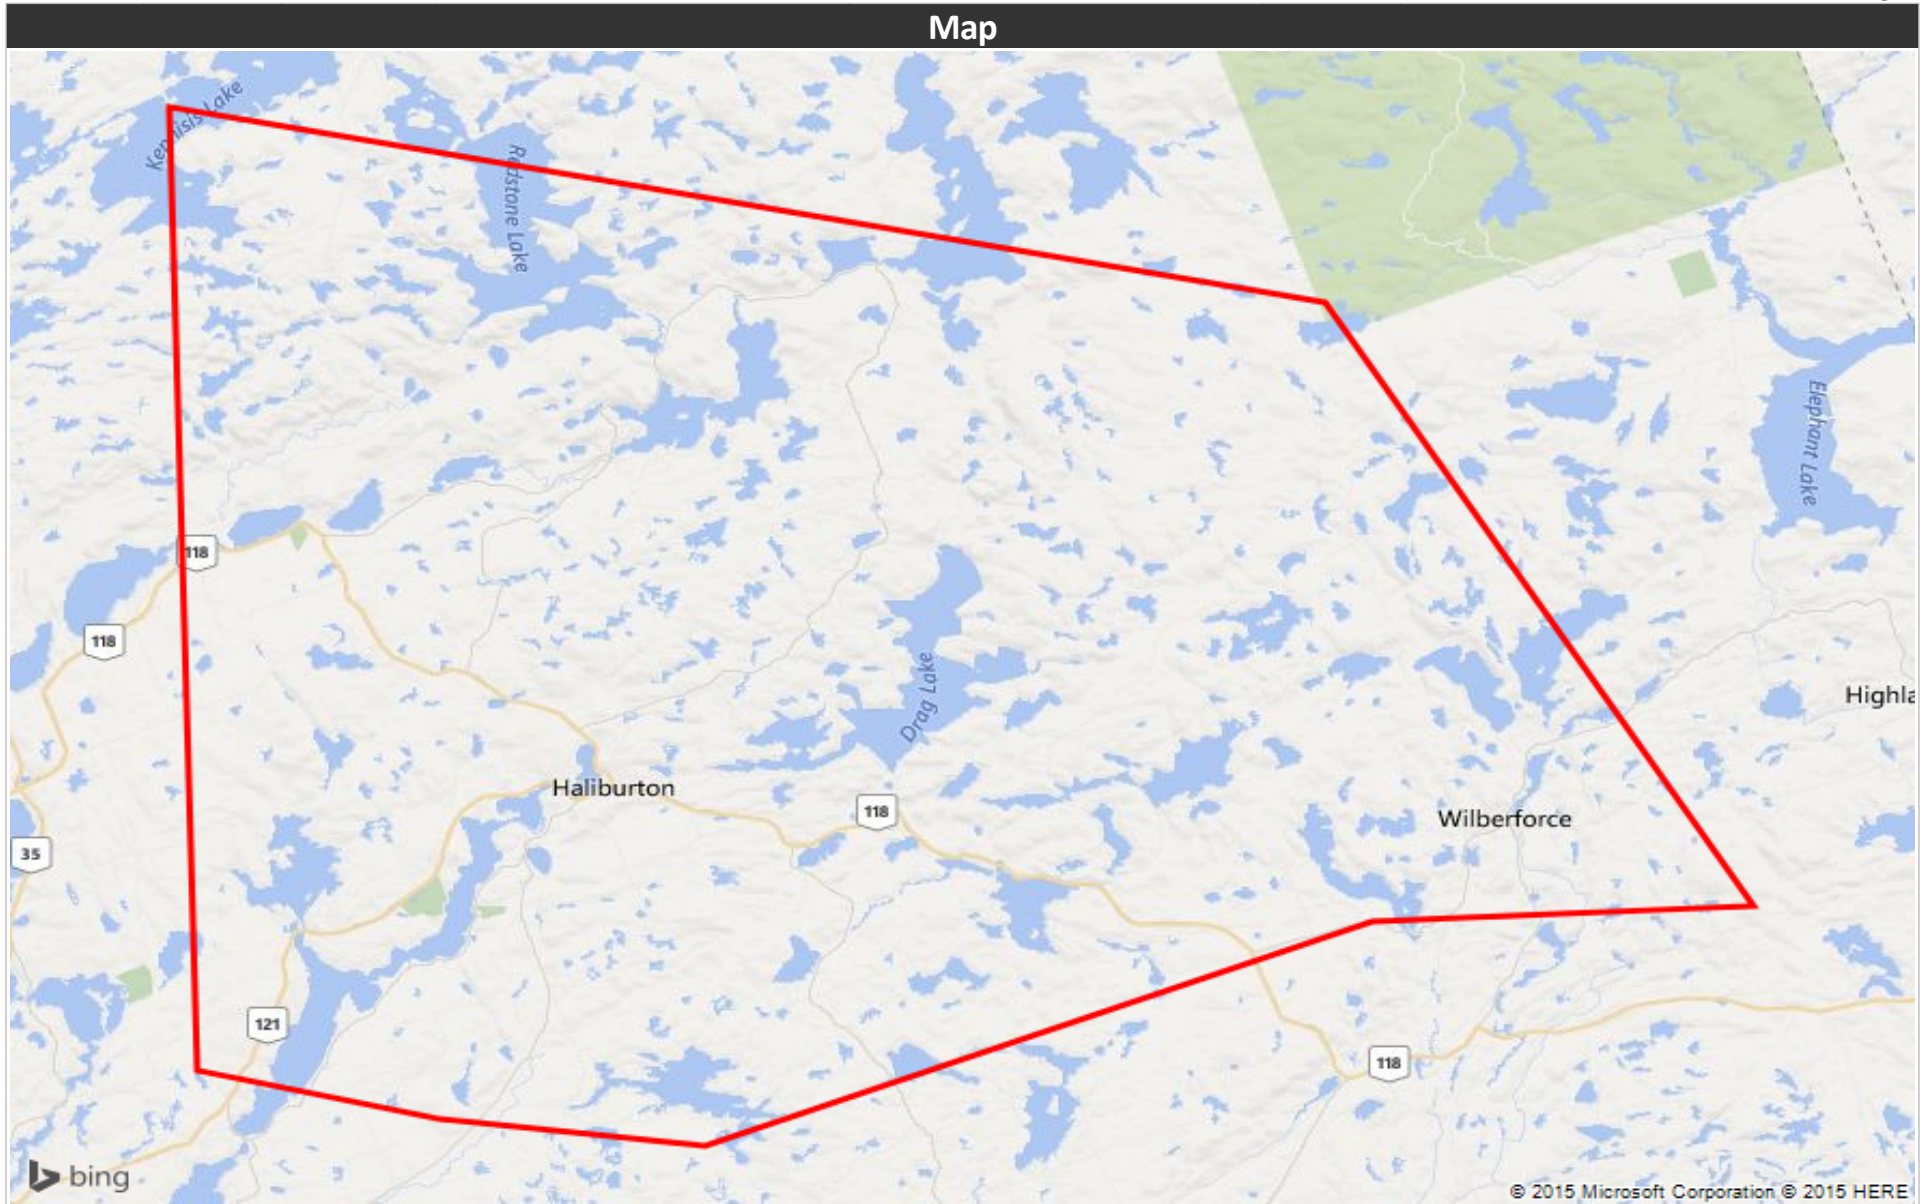 Map
Kennisis Lake
Redstone Lake
Elephant Lake
118
118
Drag Lake
Highla
Haliburton
118
Wilberforce
35
121
118
bing
© 2015 Microsoft Corporation © 2015 HERE